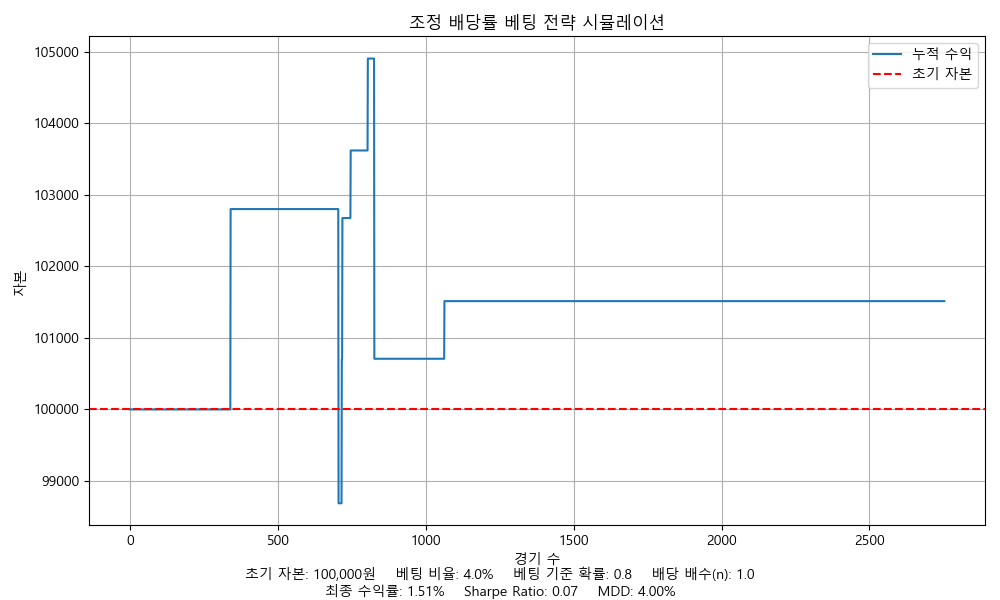 조정 배당률 베팅 전략 시뮬레이션
누적 수익
초기 자본
자본
105000
104000
103000
102000
101000
100000
99000
0 500 1000 1500 2000 2500
경기 수
초기 자본: 100,000원 베팅 비율: 4.0% 베팅 기준 확률: 0.8 배당 배수(n): 1.0
최종 수익률: 1.51% Sharpe Ratio: 0.07 MDD: 4.00%